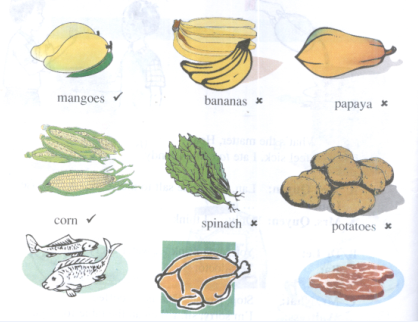 mangoes ✓ bananas ✗ papaya ✗
corn ✓ spinach ✗ potatoes ✗